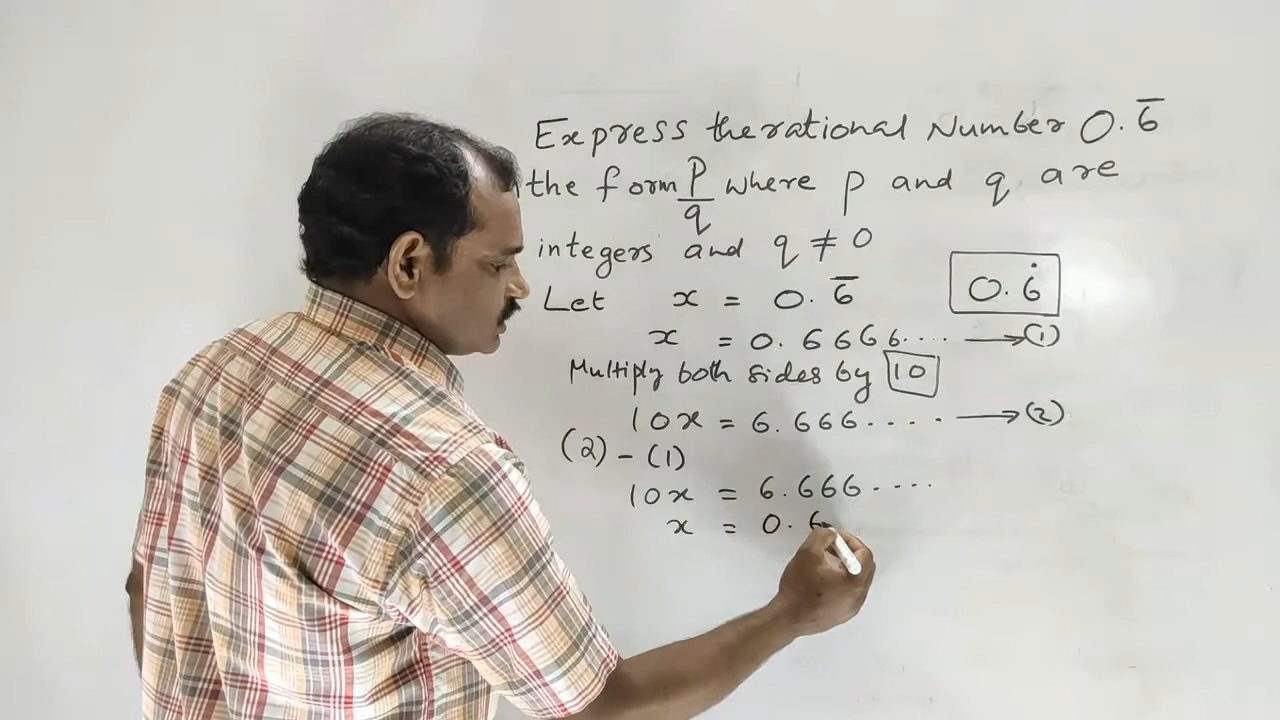 Express the rational Number 0.6̅
the form p/q where p and q are
integers and q ≠ 0
Let x = 0.6̅
0.6̇
x = 0.6666.... → (1)
Multiply both sides by 10
10x = 6.666.... → (2)
(2) - (1)
10x = 6.666....
x = 0.6